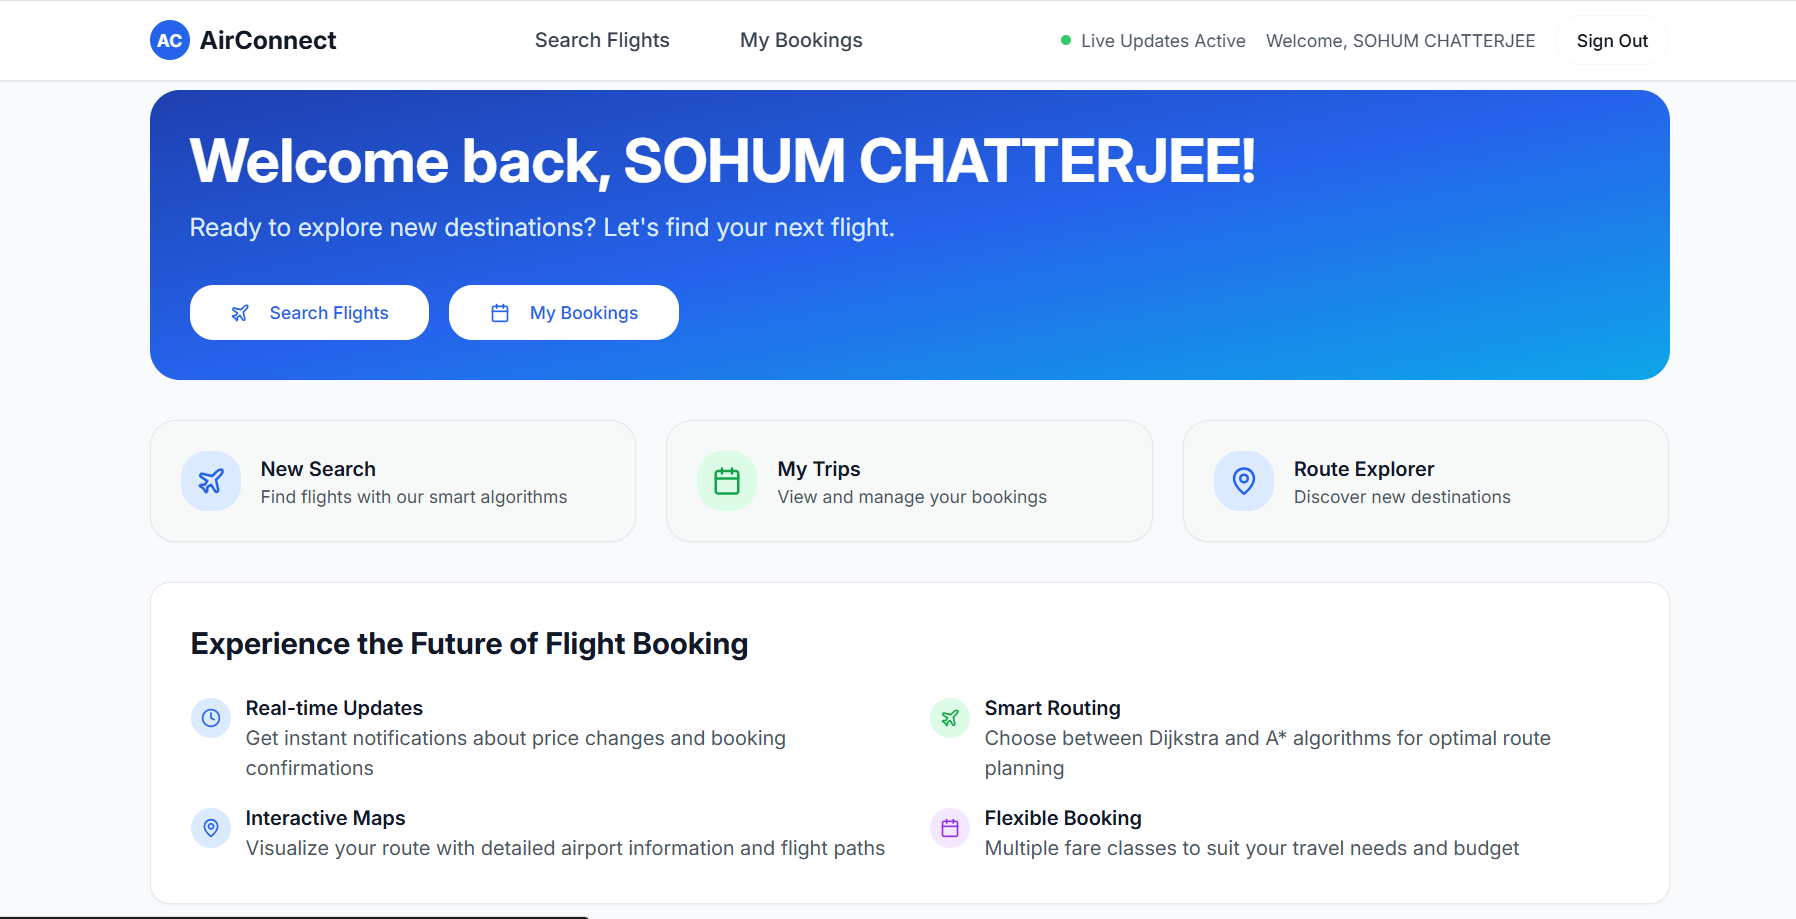 AC AirConnect Search Flights My Bookings Live Updates Active Welcome, SOHUM CHATTERJEE Sign Out
Welcome back, SOHUM CHATTERJEE!
Ready to explore new destinations? Let's find your next flight.
Search Flights My Bookings
New Search
Find flights with our smart algorithms
My Trips
View and manage your bookings
Route Explorer
Discover new destinations
Experience the Future of Flight Booking
Real-time Updates
Get instant notifications about price changes and booking
confirmations
Smart Routing
Choose between Dijkstra and A* algorithms for optimal route
planning
Interactive Maps
Visualize your route with detailed airport information and flight paths
Flexible Booking
Multiple fare classes to suit your travel needs and budget